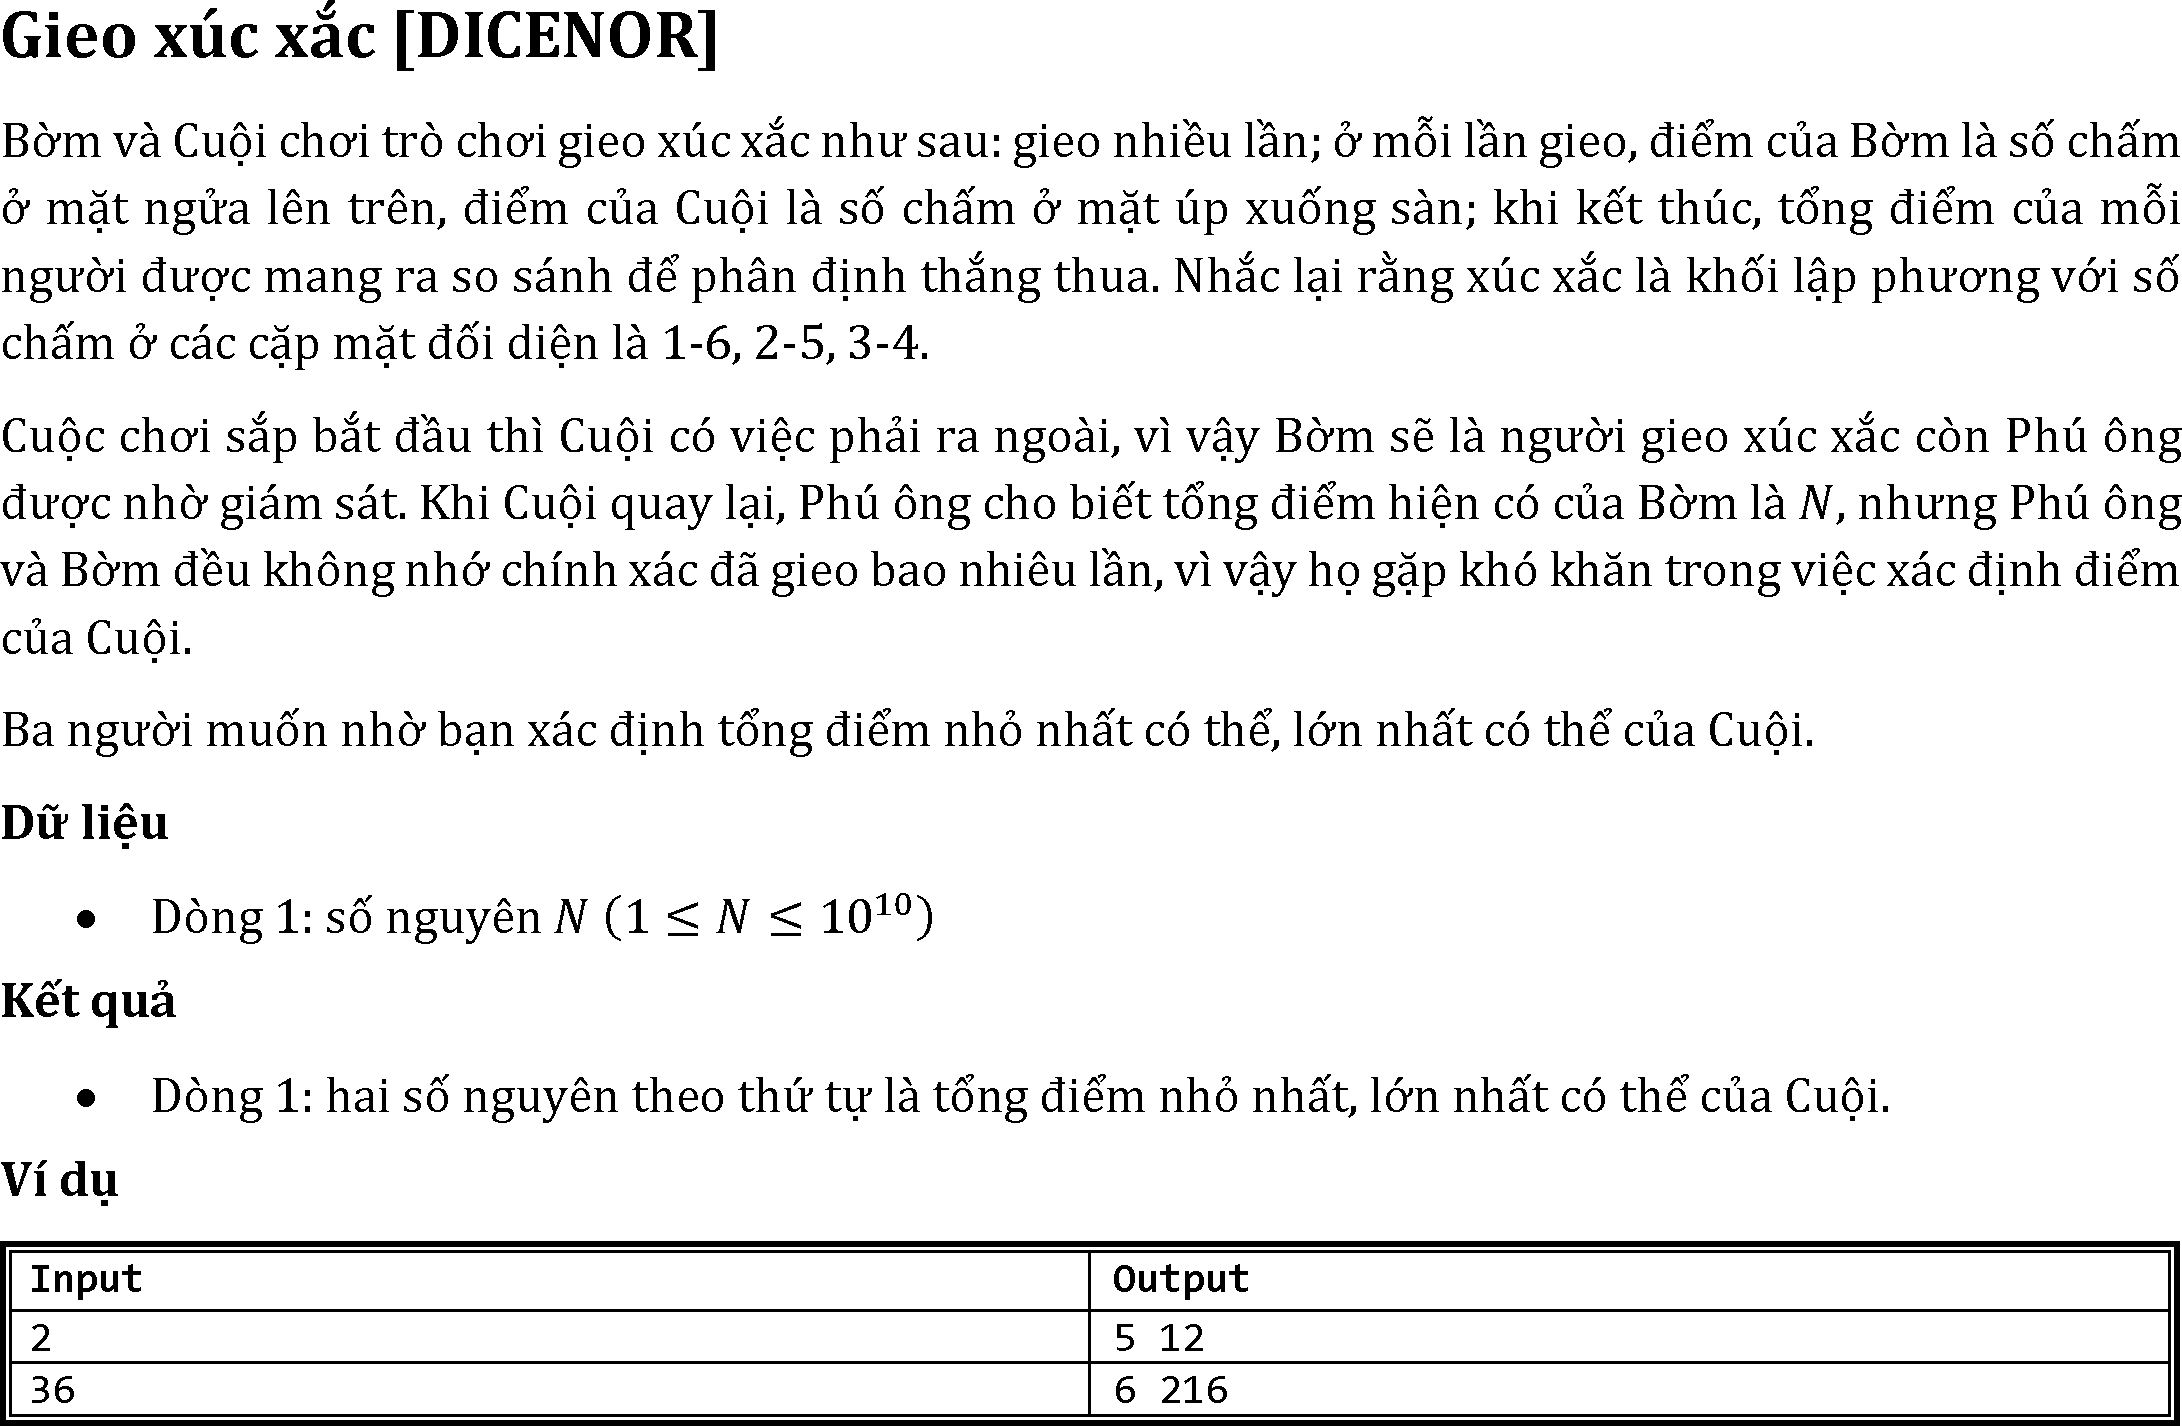 Gieo xúc xắc [DICENOR]
Bờm và Cuội chơi trò chơi gieo xúc xắc như sau: gieo nhiều lần; ở mỗi lần gieo, điểm của Bờm là số chấm
ở mặt ngửa lên trên, điểm của Cuội là số chấm ở mặt úp xuống sàn; khi kết thúc, tổng điểm của mỗi
người được mang ra so sánh để phân định thắng thua. Nhắc lại rằng xúc xắc là khối lập phương với số
chấm ở các cặp mặt đối diện là 1-6, 2-5, 3-4.
Cuộc chơi sắp bắt đầu thì Cuội có việc phải ra ngoài, vì vậy Bờm sẽ là người gieo xúc xắc còn Phú ông
được nhờ giám sát. Khi Cuội quay lại, Phú ông cho biết tổng điểm hiện có của Bờm là N, nhưng Phú ông
và Bờm đều không nhớ chính xác đã gieo bao nhiêu lần, vì vậy họ gặp khó khăn trong việc xác định điểm
của Cuội.
Ba người muốn nhờ bạn xác định tổng điểm nhỏ nhất có thể, lớn nhất có thể của Cuội.
Dữ liệu
• Dòng 1: số nguyên N (1 ≤ N ≤ 10¹⁰)
Kết quả
• Dòng 1: hai số nguyên theo thứ tự là tổng điểm nhỏ nhất, lớn nhất có thể của Cuội.
Ví dụ
Input Output
2 5 12
36 6 216